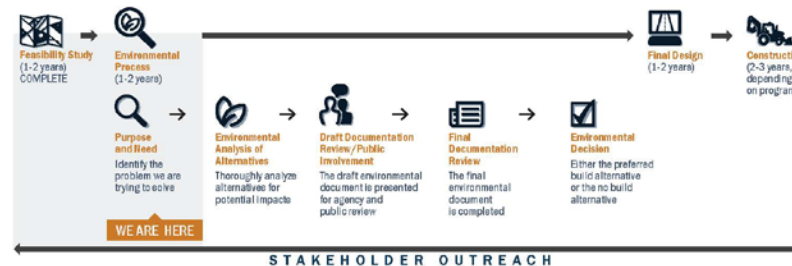 Feasibility Study
(1-2 years)
COMPLETE
Environmental
Process
(1-2 years)
Final Design
(1-2 years)
Constructi
(2-3 years,
depending
on program
Purpose
and Need
Identify the
problem we are
trying to solve
Environmental
Analysis of
Alternatives
Thoroughly analyze
alternatives for
potential impacts
Draft Documentation
Review/Public
Involvement
The draft environmental
document is presented
for agency and
public review
Final
Documentation
Review
The final
environmental
document
is completed
Environmental
Decision
Either the preferred
build alternative
or the no build
alternative
WE ARE HERE
STAKEHOLDER OUTREACH